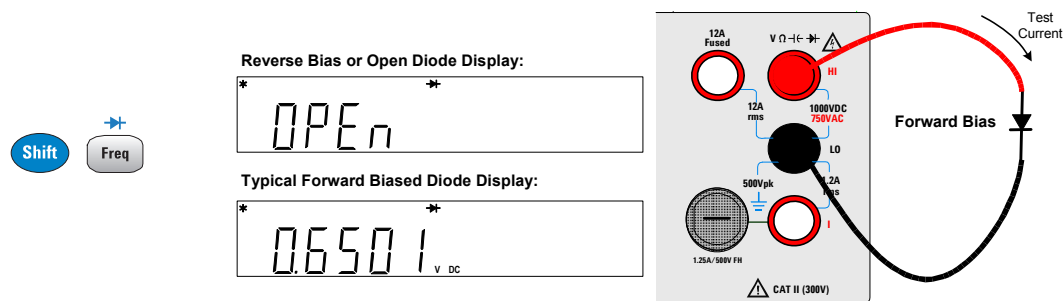 Shift
Freq
Reverse Bias or Open Diode Display:
*
OPEn
Typical Forward Biased Diode Display:
*
0.6501 V DC
12A
Fused
V Ω
HI
12A
rms
1000VDC
750VAC
LO
500Vpk
1.2A
rms
I
1.25A/500V FH
CAT II (300V)
Test
Current
Forward Bias